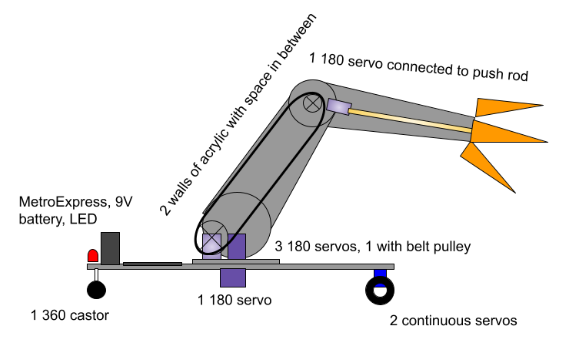 2 walls of acrylic with space in between
1 180 servo connected to push rod
MetroExpress, 9V
battery, LED
3 180 servos, 1 with belt pulley
1 180 servo
1 360 castor
2 continuous servos